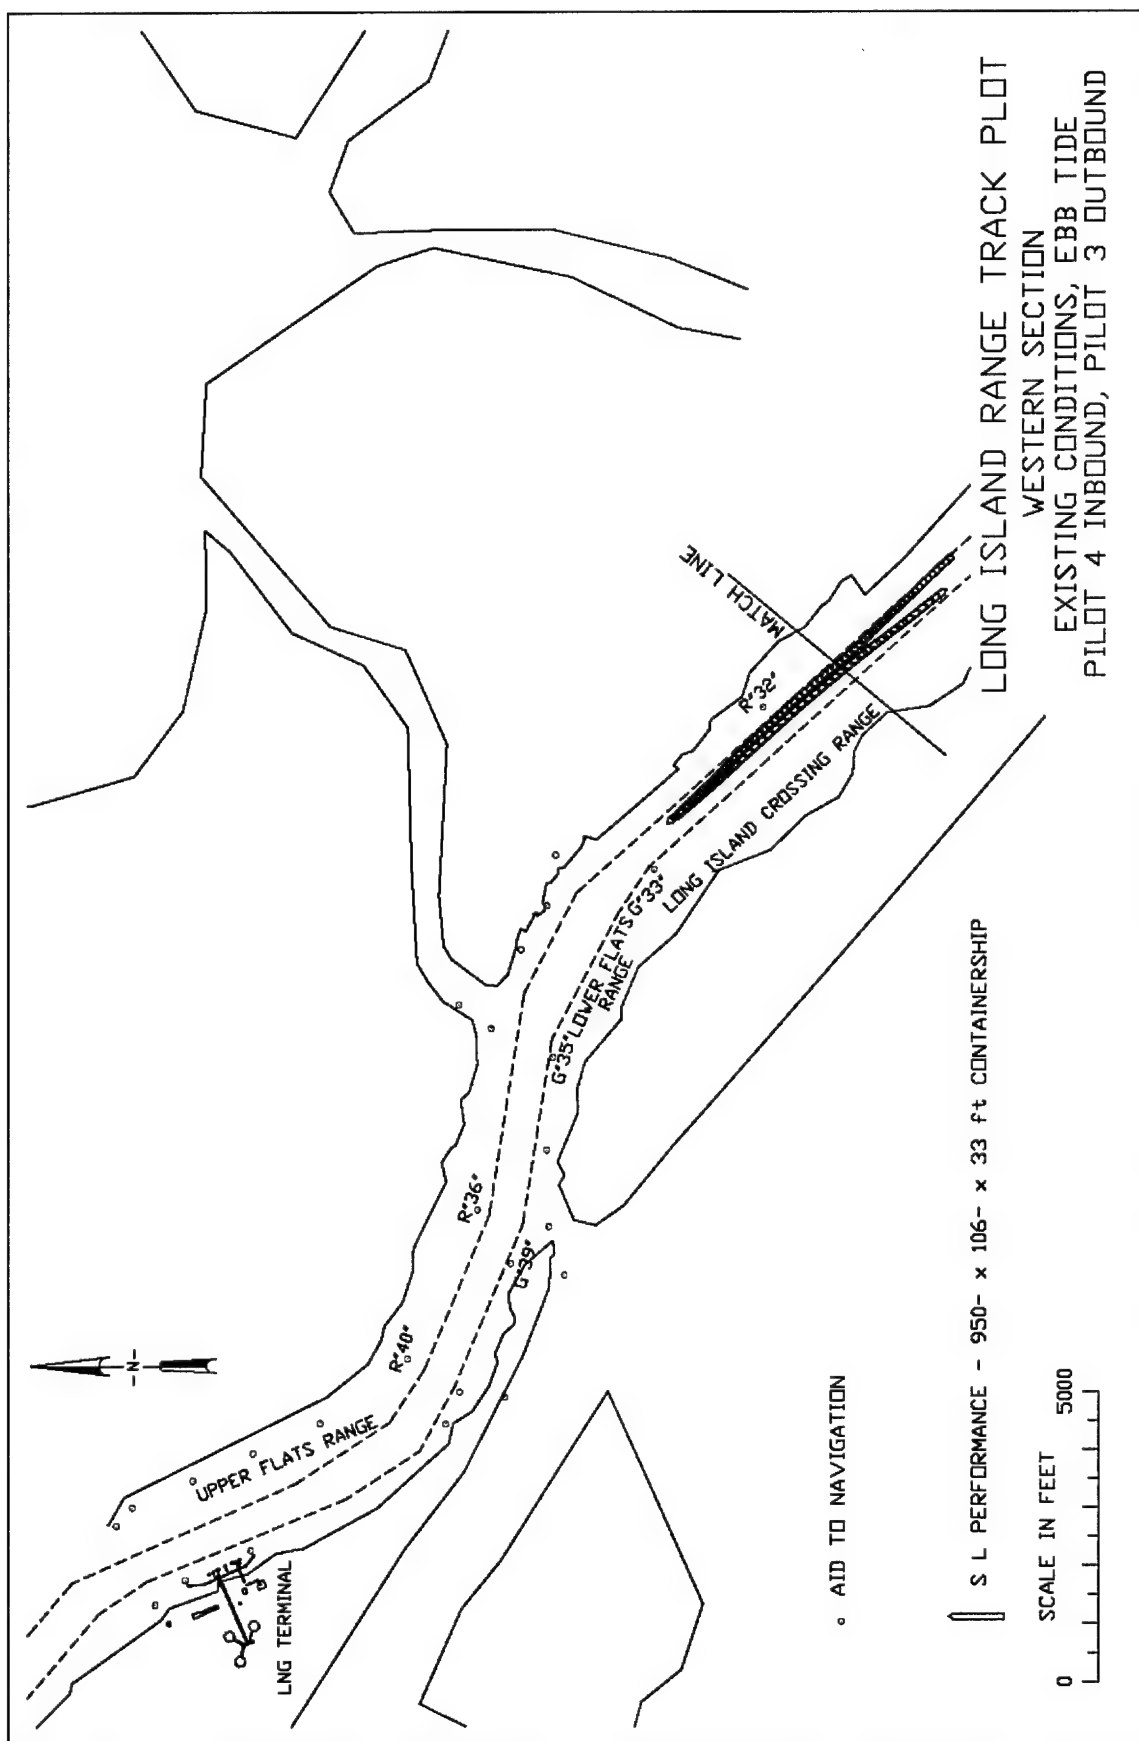 LONG ISLAND RANGE TRACK PLOT
WESTERN SECTION
EXISTING CONDITIONS, EBB TIDE
PILOT 4 INBOUND, PILOT 3 OUTBOUND
-N-
UPPER FLATS RANGE
LNG TERMINAL
R"40"
R"36"
G"39"
G"35"
LOWER FLATS
RANGE
G"33"
LONG ISLAND CROSSING RANGE
R"32"
MATCH LINE
o AID TO NAVIGATION
S L PERFORMANCE - 950- x 106- x 33 ft CONTAINERSHIP
SCALE IN FEET
0 5000